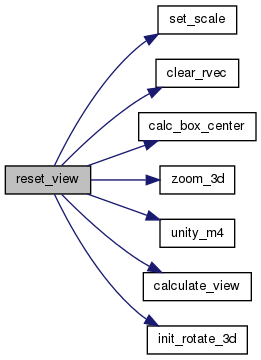 set_scale
clear_rvec
calc_box_center
reset_view
zoom_3d
unity_m4
calculate_view
init_rotate_3d